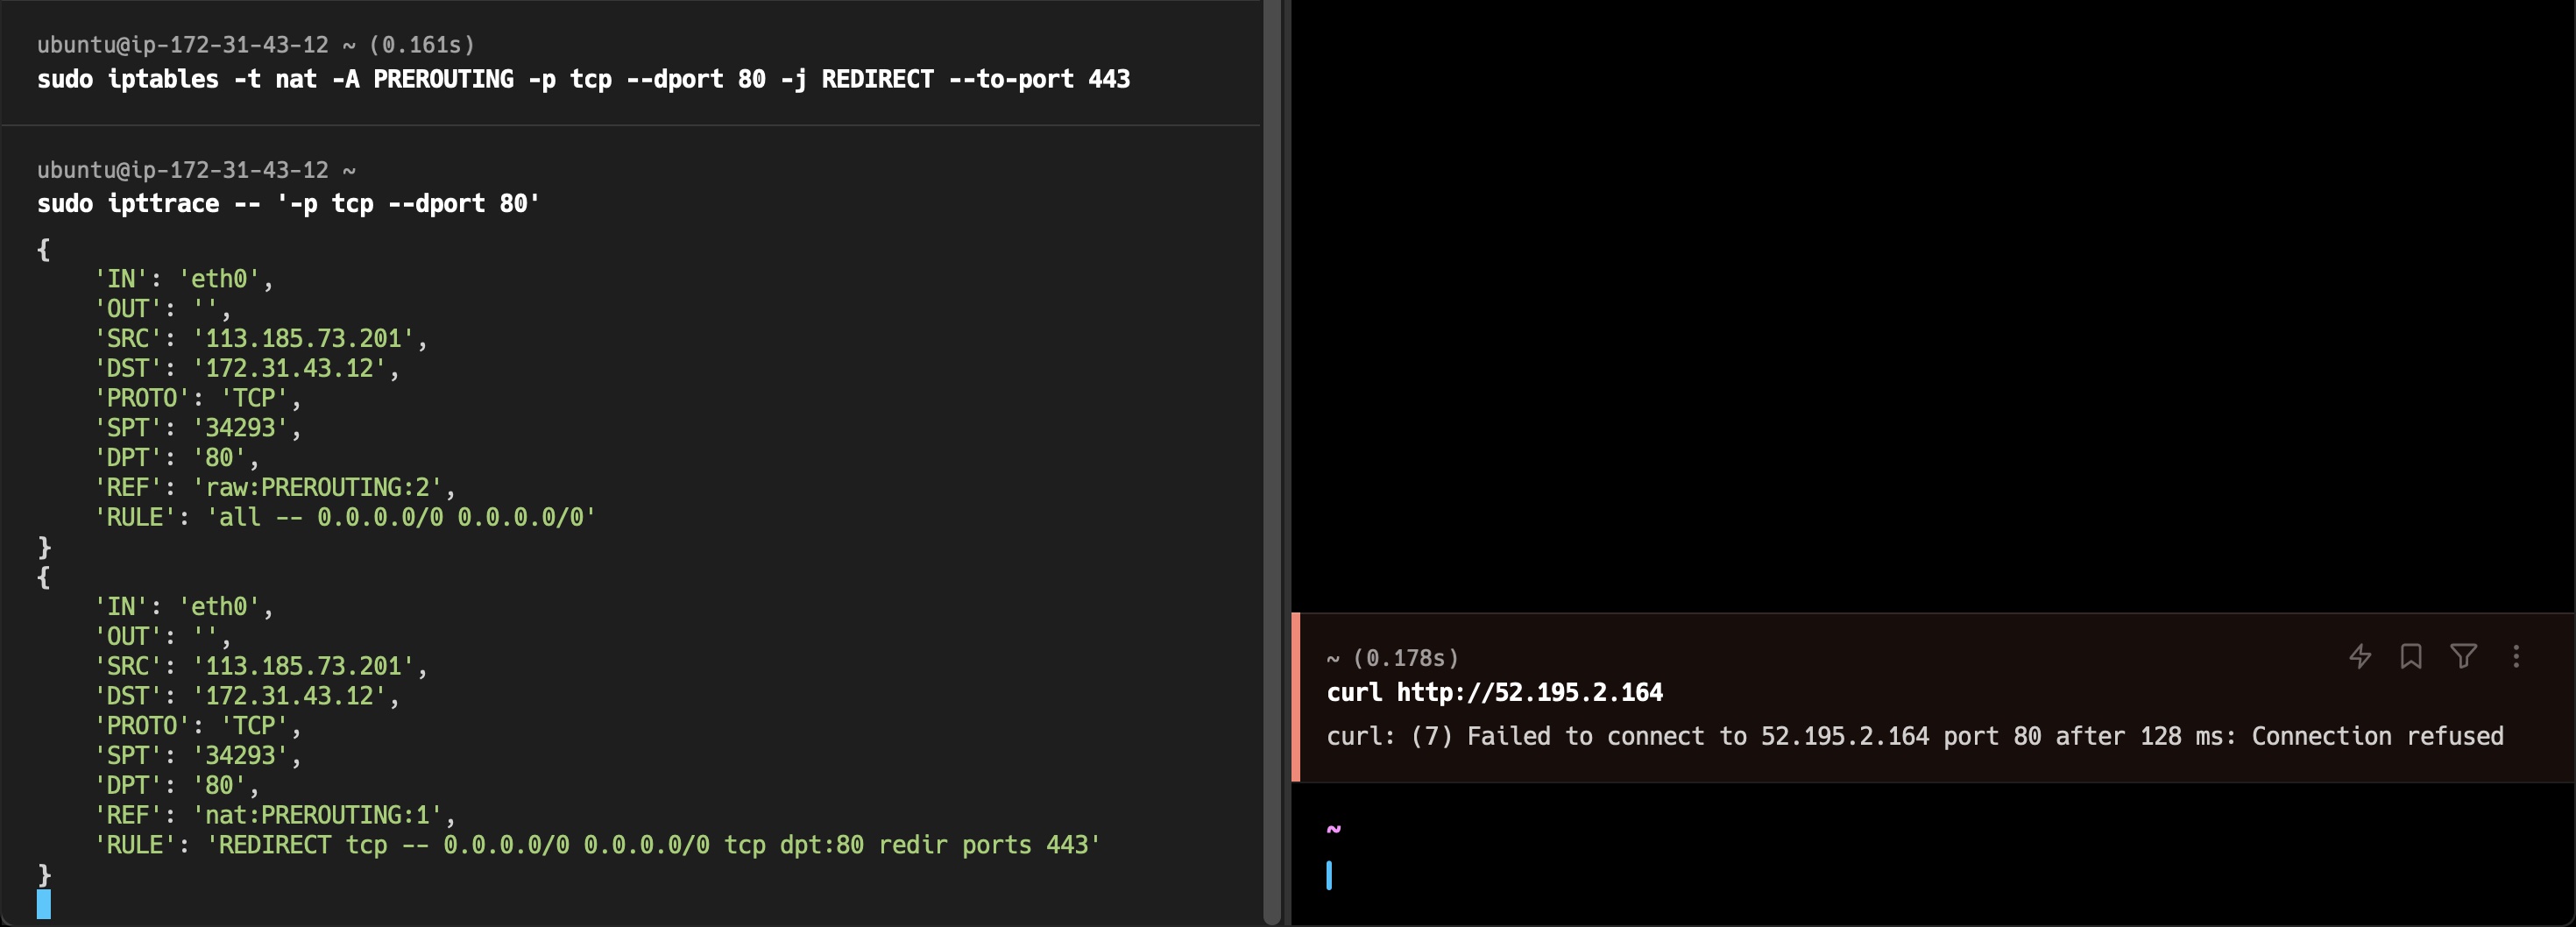 ubuntu@ip-172-31-43-12 ~ (0.161s)
sudo iptables -t nat -A PREROUTING -p tcp --dport 80 -j REDIRECT --to-port 443
ubuntu@ip-172-31-43-12 ~
sudo ipttrace -- '-p tcp --dport 80'
{
    'IN': 'eth0',
    'OUT': '',
    'SRC': '113.185.73.201',
    'DST': '172.31.43.12',
    'PROTO': 'TCP',
    'SPT': '34293',
    'DPT': '80',
    'REF': 'raw:PREROUTING:2',
    'RULE': 'all -- 0.0.0.0/0 0.0.0.0/0'
}
{
    'IN': 'eth0',
    'OUT': '',
    'SRC': '113.185.73.201',
    'DST': '172.31.43.12',
    'PROTO': 'TCP',
    'SPT': '34293',
    'DPT': '80',
    'REF': 'nat:PREROUTING:1',
    'RULE': 'REDIRECT tcp -- 0.0.0.0/0 0.0.0.0/0 tcp dpt:80 redir ports 443'
}
~ (0.178s)
curl http://52.195.2.164
curl: (7) Failed to connect to 52.195.2.164 port 80 after 128 ms: Connection refused
~